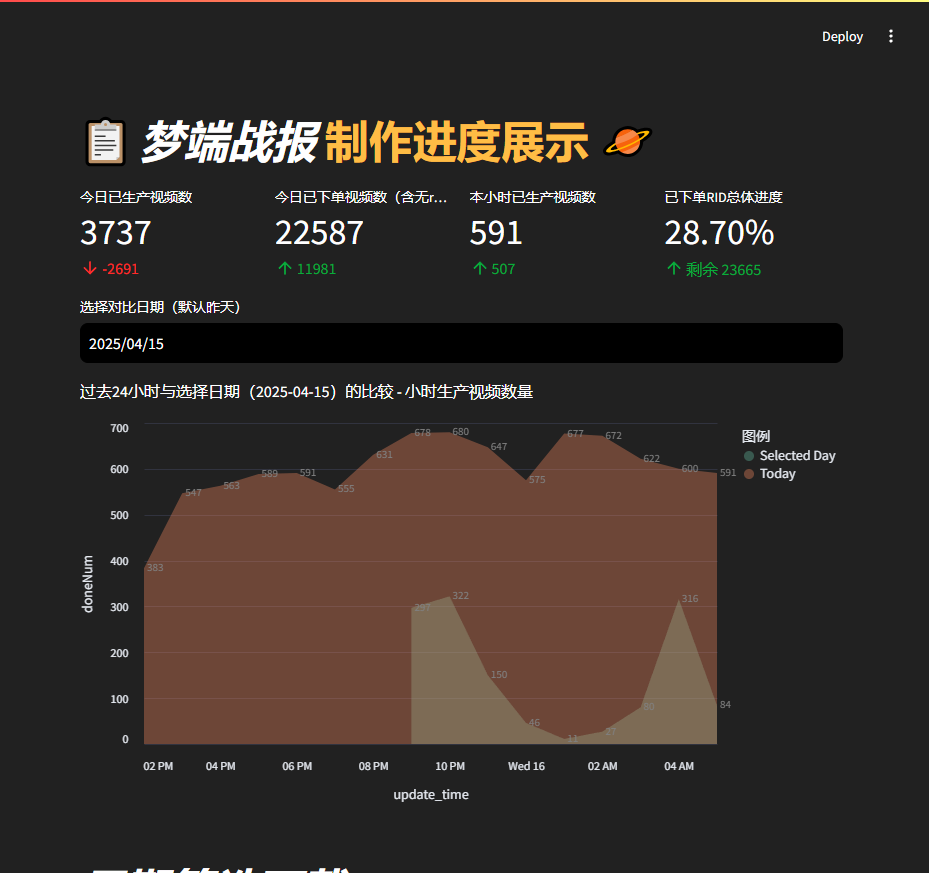 Deploy
梦端战报 制作进度展示
今日已生产视频数
3737
-2691
今日已下单视频数（含无r...
22587
11981
本小时已生产视频数
591
507
已下单RID总体进度
28.70%
剩余 23665
选择对比日期（默认昨天）
2025/04/15
过去24小时与选择日期（2025-04-15）的比较 - 小时生产视频数量
图例
Selected Day
Today
doneNum
700
600
500
400
300
200
100
0
383
547
563
589
591
555
631
678
680
647
575
677
672
622
600
591
297
322
150
46
11
27
80
316
84
02 PM
04 PM
06 PM
08 PM
10 PM
Wed 16
02 AM
04 AM
update_time